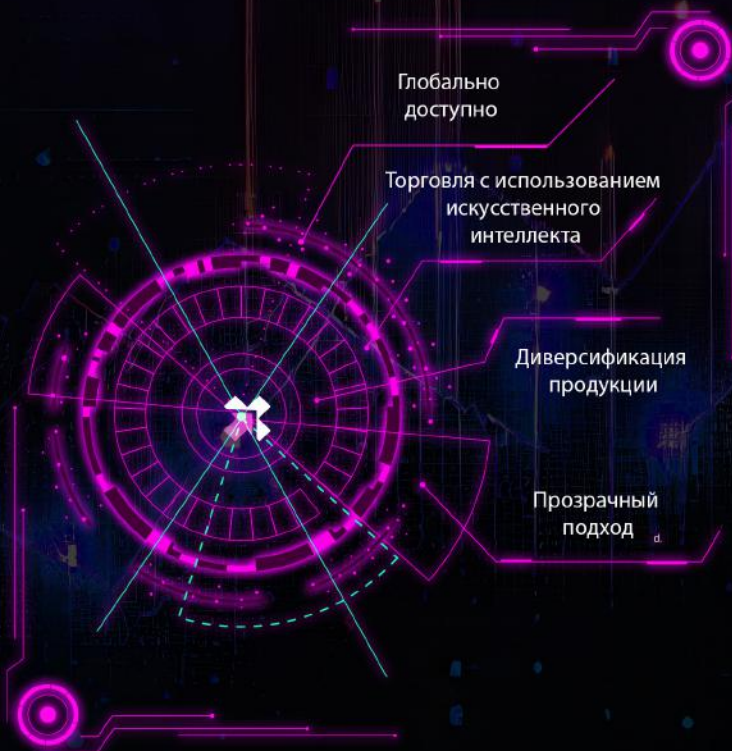 Глобально
доступно
Торговля с использованием
искусственного
интеллекта
Диверсификация
продукции
Прозрачный
подход
d.